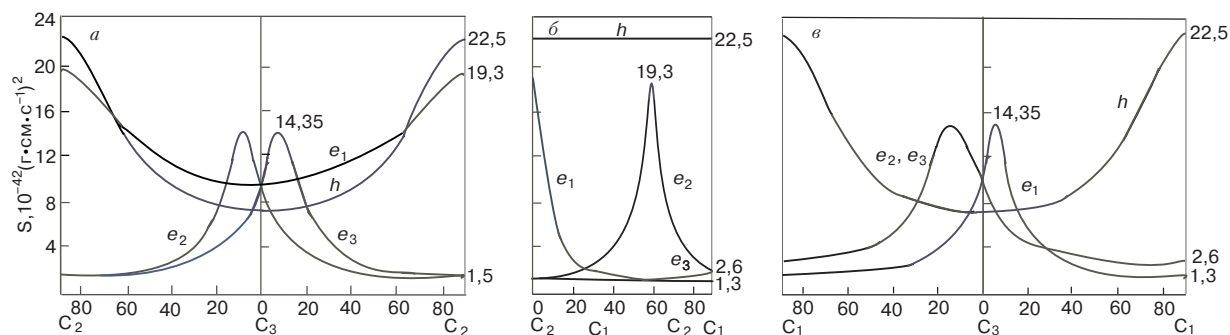 S,10⁻⁴²(г•см•с⁻¹)²
24
20
16
12
8
4
а
22,5
19,3
14,35
e₁
h
e₂
e₃
1,5
80 60 40 20 0 20 40 60 80
C₂ C₃ C₂
б
h
22,5
19,3
e₁
e₂
e₃
2,6
1,3
0 20 40 60 80
C₂ C₁ C₂ C₁
в
22,5
h
14,35
e₂, e₃
e₁
2,6
1,3
80 60 40 20 0 20 40 60 80
C₁ C₃ C₁